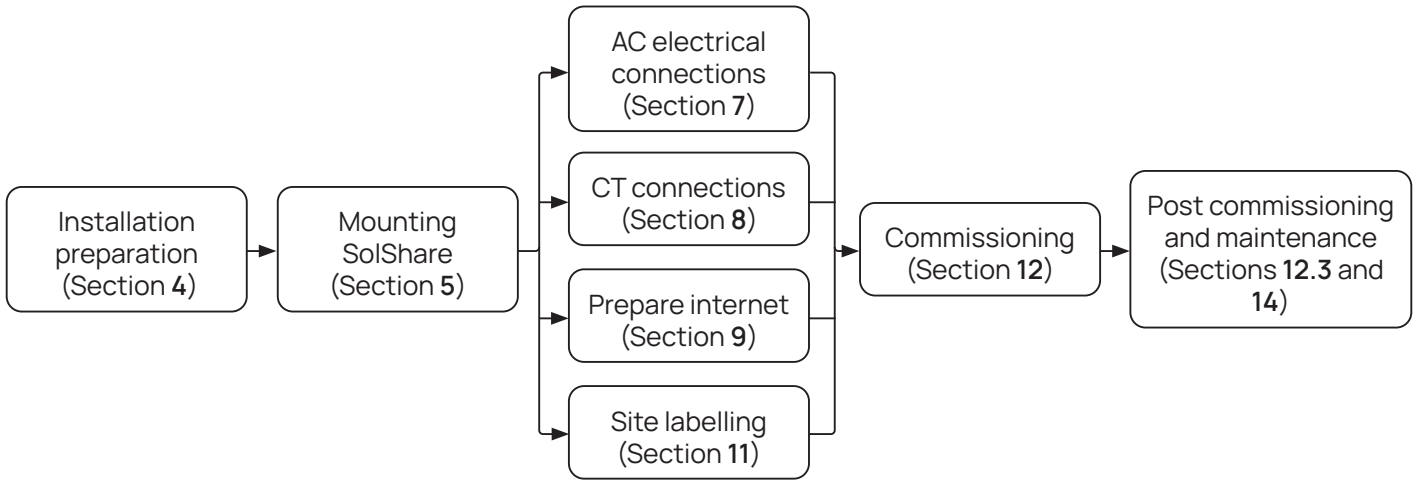 Installation
preparation
(Section 4)
Mounting
SolShare
(Section 5)
AC electrical
connections
(Section 7)
CT connections
(Section 8)
Prepare internet
(Section 9)
Site labelling
(Section 11)
Commissioning
(Section 12)
Post commissioning
and maintenance
(Sections 12.3 and
14)